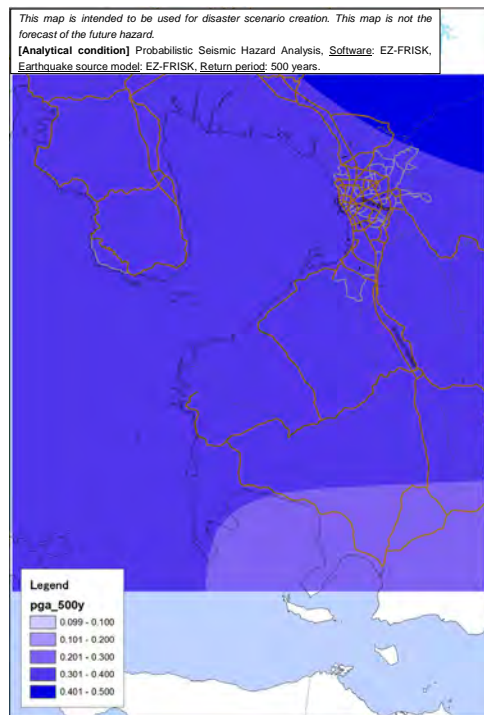 This map is intended to be used for disaster scenario creation. This map is not the
forecast of the future hazard.
[Analytical condition] Probabilistic Seismic Hazard Analysis, Software: EZ-FRISK,
Earthquake source model: EZ-FRISK, Return period: 500 years.
Legend
pga_500y
0.099 - 0.100
0.101 - 0.200
0.201 - 0.300
0.301 - 0.400
0.401 - 0.500